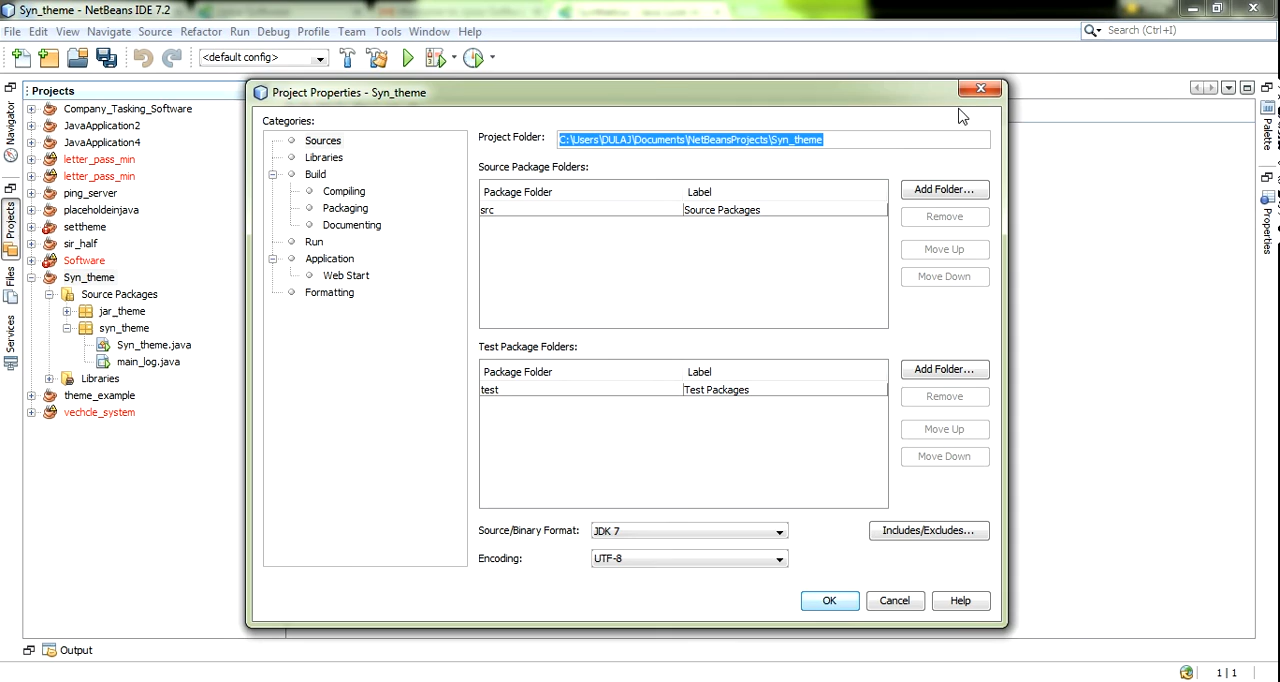 Syn_theme - NetBeans IDE 7.2
File Edit View Navigate Source Refactor Run Debug Profile Team Tools Window Help
Search (Ctrl+I)
<default config>
Projects
Company_Tasking_Software
JavaApplication2
JavaApplication4
letter_pass_min
letter_pass_min
ping_server
placeholdeinjava
settheme
sir_half
Software
Syn_theme
Source Packages
jar_theme
syn_theme
Syn_theme.java
main_log.java
Libraries
theme_example
vechcle_system
Navigator
Projects
Files
Services
Project Properties - Syn_theme
Categories:
Sources
Libraries
Build
Compiling
Packaging
Documenting
Run
Application
Web Start
Formatting
Project Folder: C:\Users\DULAJ\Documents\NetBeansProjects\Syn_theme
Source Package Folders:
Package Folder Label
src Source Packages
Add Folder...
Remove
Move Up
Move Down
Test Package Folders:
Package Folder Label
test Test Packages
Add Folder...
Remove
Move Up
Move Down
Source/Binary Format: JDK 7
Includes/Excludes...
Encoding: UTF-8
OK Cancel Help
Palette
Properties
Output
1 | 1